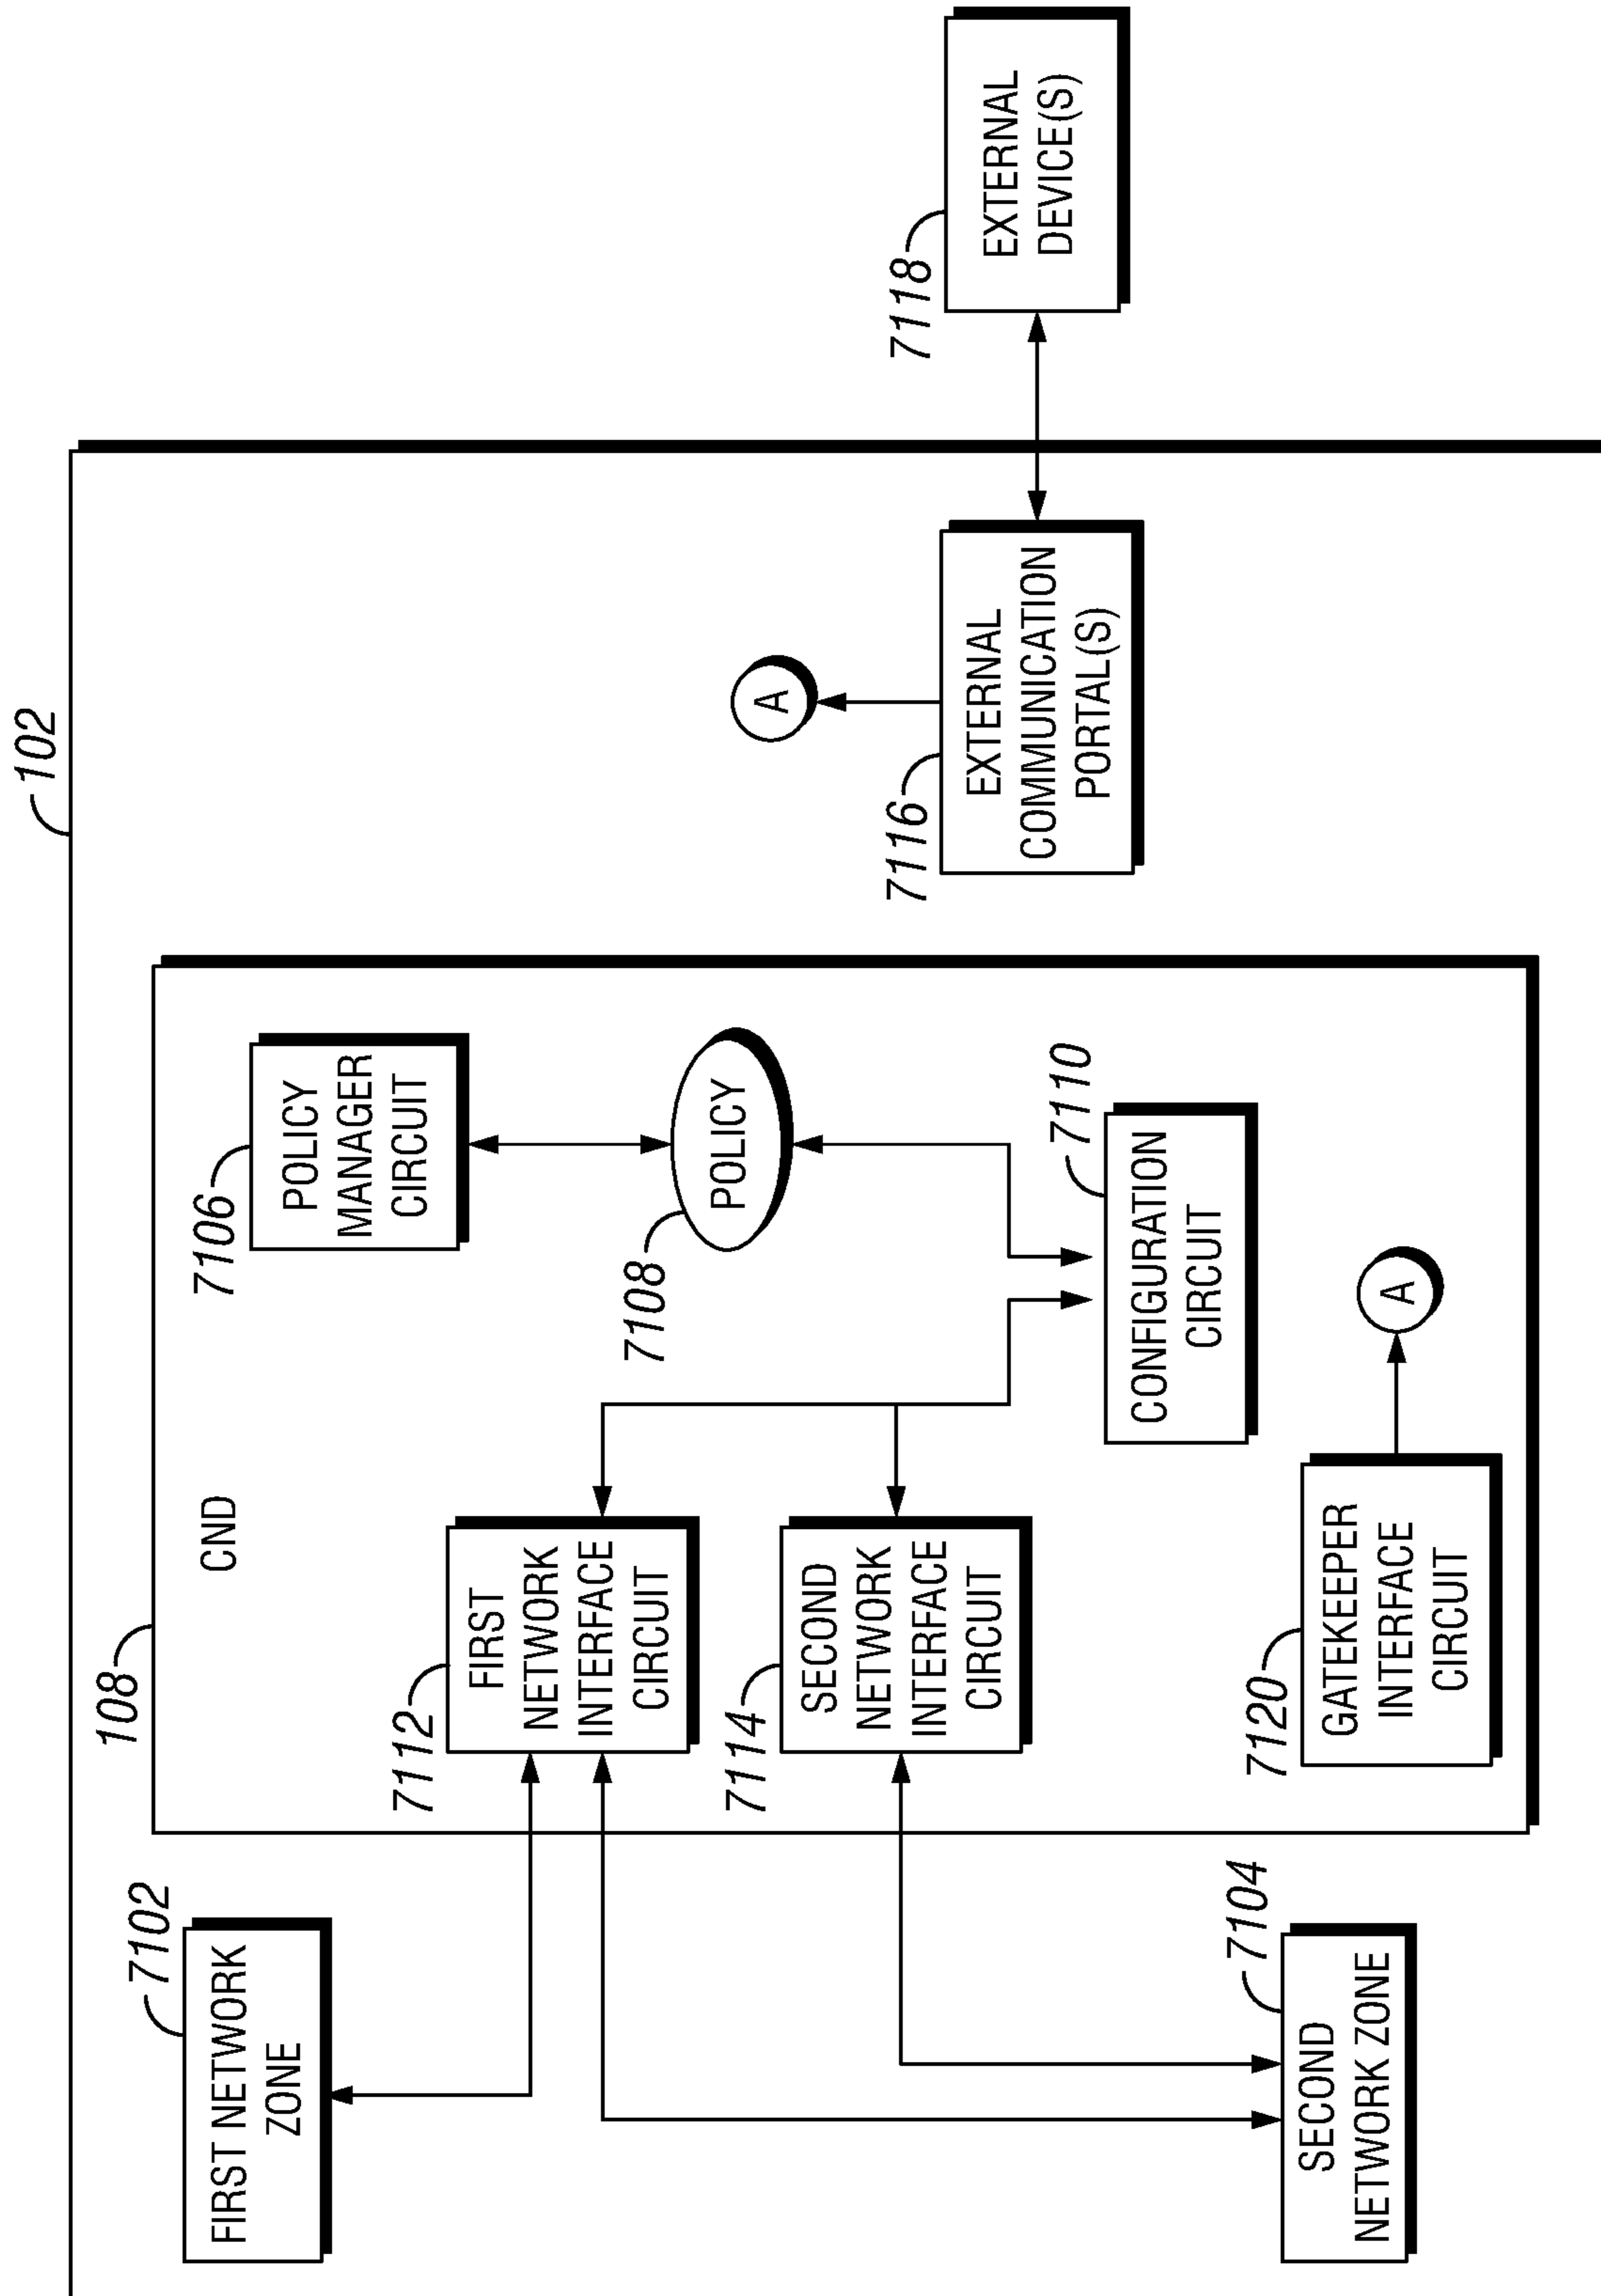 102
108
CND
7102
FIRST NETWORK
ZONE
7112
FIRST
NETWORK
INTERFACE
CIRCUIT
7106
POLICY
MANAGER
CIRCUIT
7108
POLICY
7114
SECOND
NETWORK
INTERFACE
CIRCUIT
7110
CONFIGURATION
CIRCUIT
7104
SECOND
NETWORK ZONE
7120
GATEKEEPER
INTERFACE
CIRCUIT
A
A
7116
EXTERNAL
COMMUNICATION
PORTAL(S)
7118
EXTERNAL
DEVICE(S)